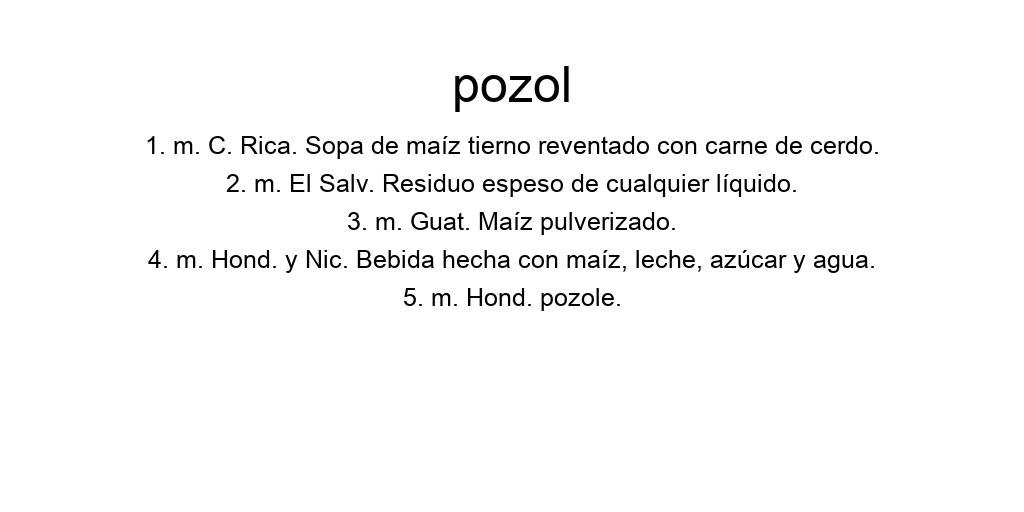 pozol
1. m. C. Rica. Sopa de maíz tierno reventado con carne de cerdo.
2. m. El Salv. Residuo espeso de cualquier líquido.
3. m. Guat. Maíz pulverizado.
4. m. Hond. y Nic. Bebida hecha con maíz, leche, azúcar y agua.
5. m. Hond. pozole.